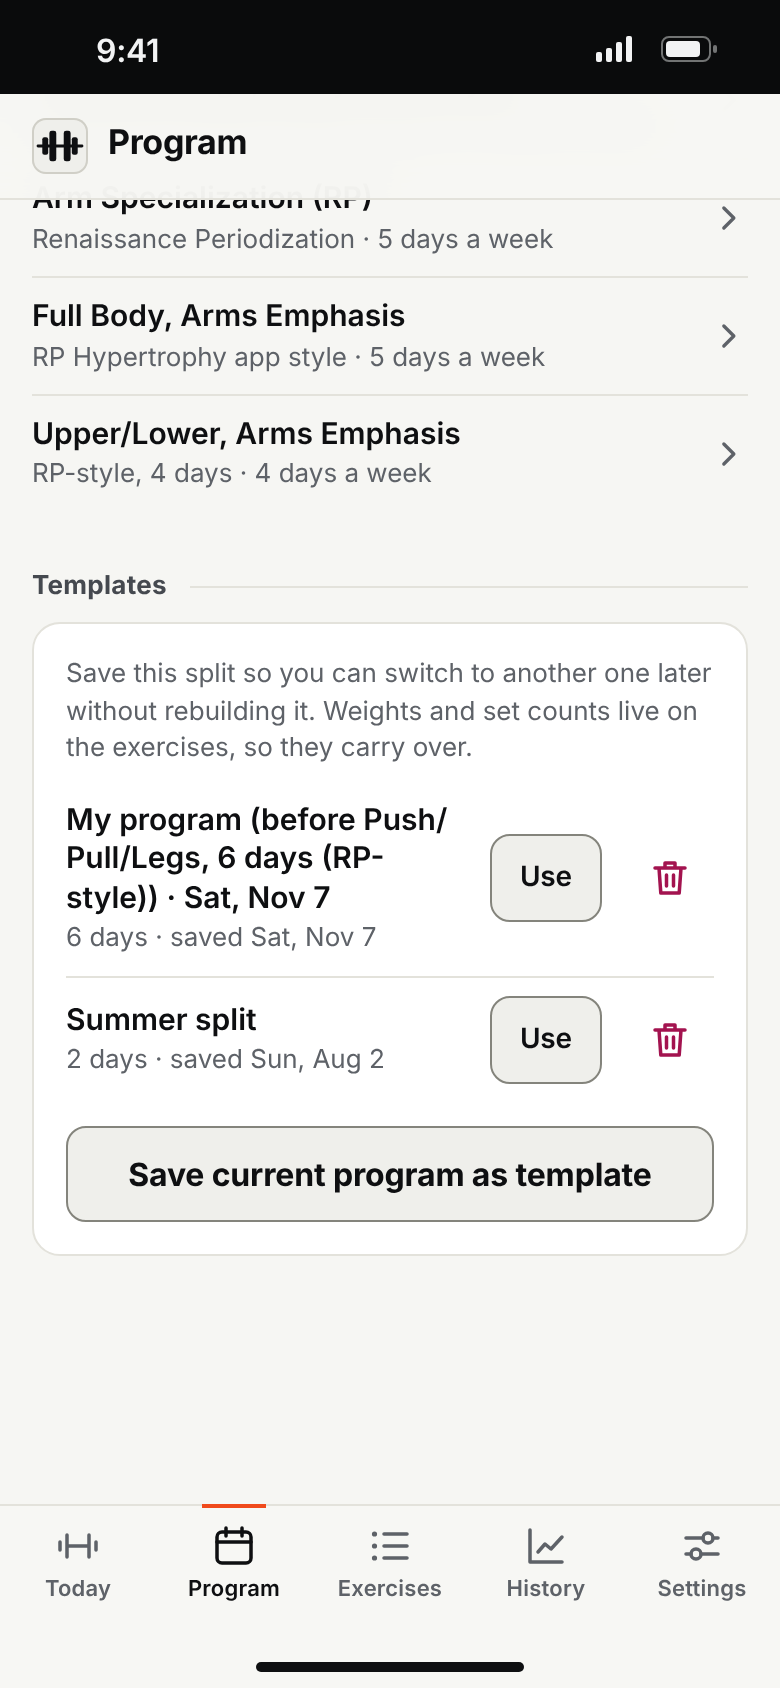 9:41
Program
Arm Specialization (RP)
Renaissance Periodization · 5 days a week
Full Body, Arms Emphasis
RP Hypertrophy app style · 5 days a week
Upper/Lower, Arms Emphasis
RP-style, 4 days · 4 days a week
Templates
Save this split so you can switch to another one later
without rebuilding it. Weights and set counts live on
the exercises, so they carry over.
My program (before Push/
Pull/Legs, 6 days (RP-
style)) · Sat, Nov 7
6 days · saved Sat, Nov 7
Use
Summer split
2 days · saved Sun, Aug 2
Use
Save current program as template
Today
Program
Exercises
History
Settings